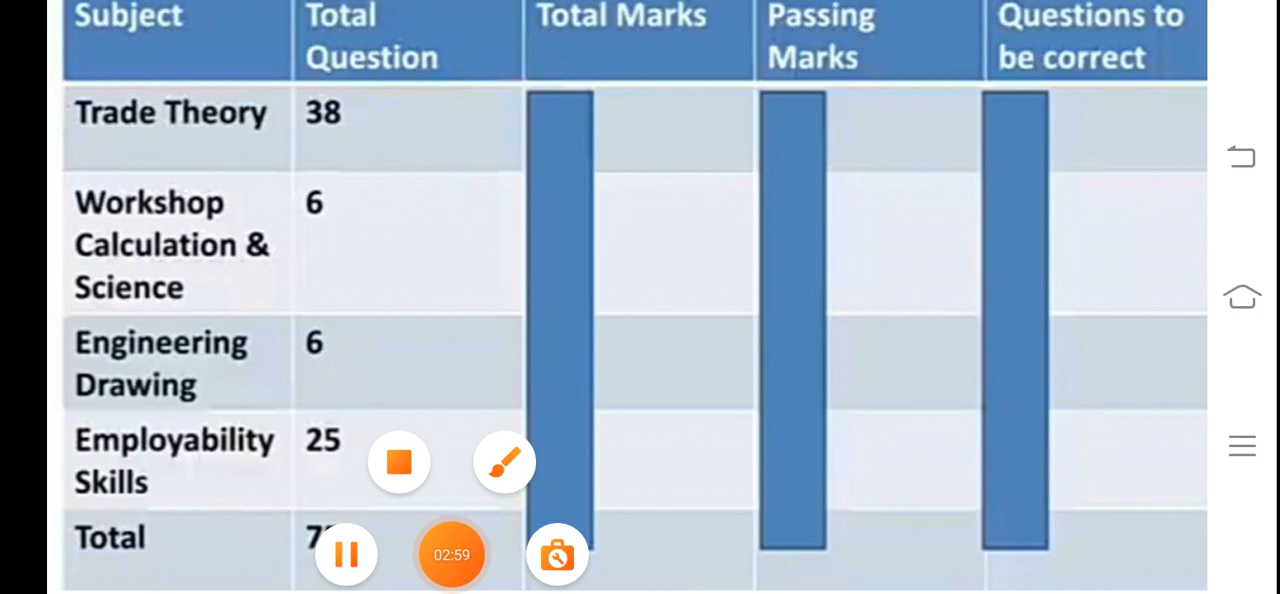 Subject
Total
Question
Total Marks
Passing
Marks
Questions to
be correct
Trade Theory
38
Workshop
Calculation &
Science
6
Engineering
Drawing
6
Employability
Skills
25
Total
02:59